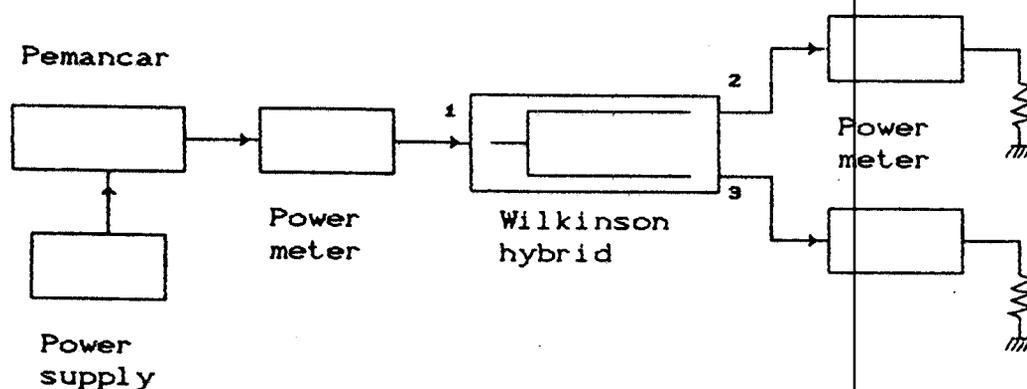 Pemancar
1
2
3
Power
meter
Power
meter
Wilkinson
hybrid
Power
supply